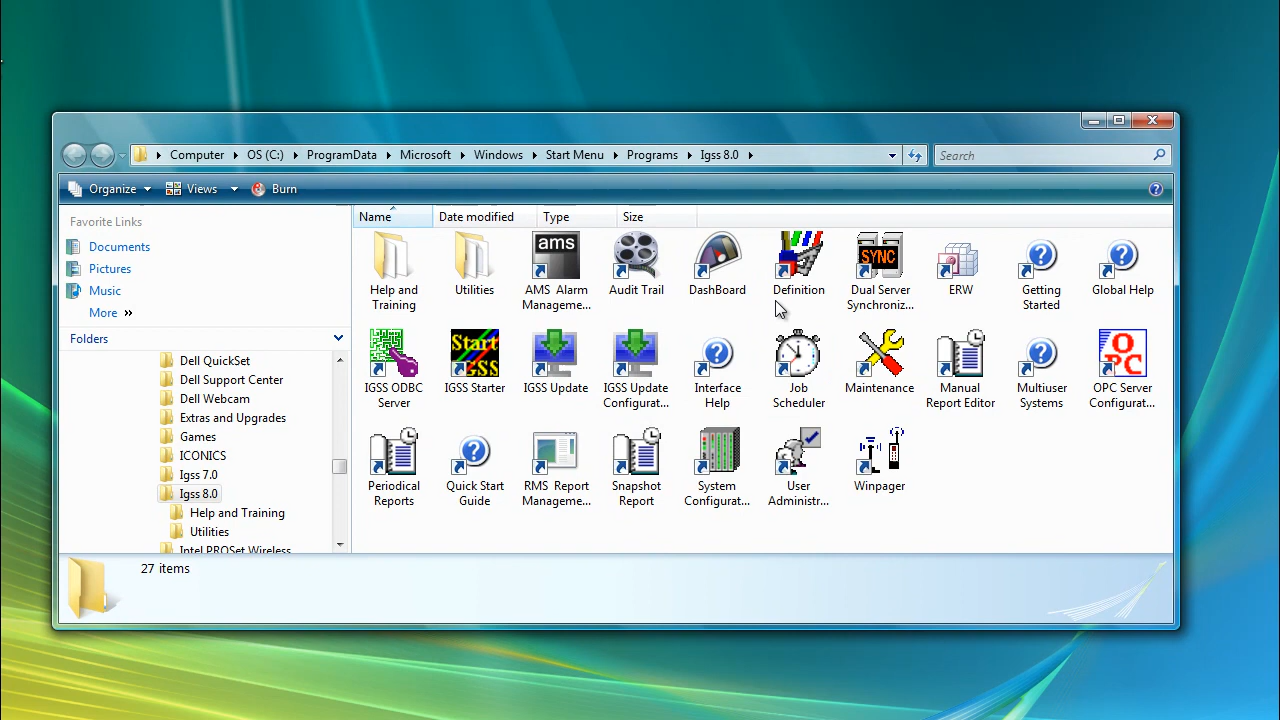 Computer OS (C:) ProgramData Microsoft Windows Start Menu Programs Igss 8.0
Search
Organize Views Burn
Favorite Links
Documents
Pictures
Music
More
Folders
Dell QuickSet
Dell Support Center
Dell Webcam
Extras and Upgrades
Games
ICONICS
Igss 7.0
Igss 8.0
Help and Training
Utilities
Intel PROSet Wireless
Name Date modified Type Size
ams
SYNC
Help and Training
Utilities
AMS Alarm Manageme...
Audit Trail
DashBoard
Definition
Dual Server Synchroniz...
ERW
Getting Started
Global Help
Start IGSS
OPC
IGSS ODBC Server
IGSS Starter
IGSS Update
IGSS Update Configurat...
Interface Help
Job Scheduler
Maintenance
Manual Report Editor
Multiuser Systems
OPC Server Configurat...
Periodical Reports
Quick Start Guide
RMS Report Manageme...
Snapshot Report
System Configurat...
User Administr...
Winpager
27 items